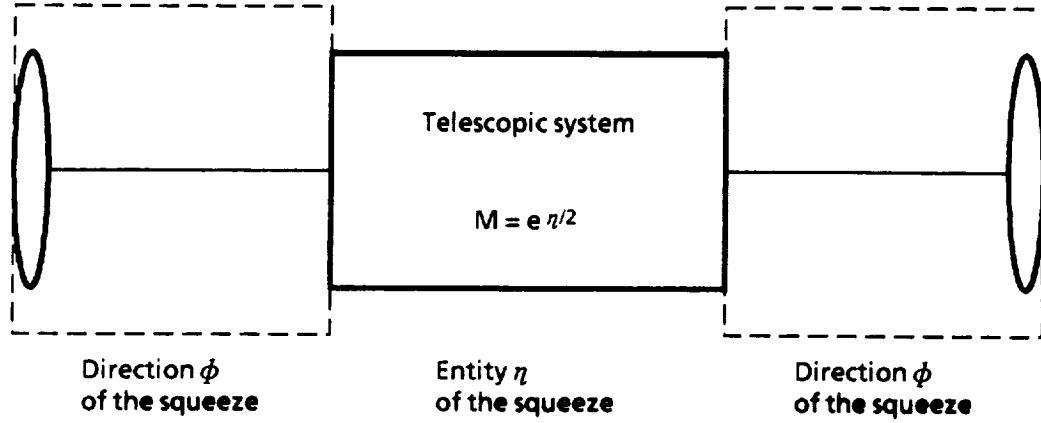 Telescopic system
M = e η/2
Direction ϕ
of the squeeze
Entity η
of the squeeze
Direction ϕ
of the squeeze